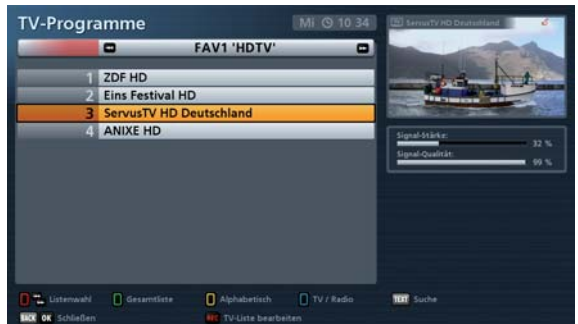 TV-Programme
Mi 10 34
ServusTV HD Deutschland
FAV1 'HDTV'
1 ZDF HD
2 Eins Festival HD
3 ServusTV HD Deutschland
4 ANIXE HD
Signal-Stärke:
32 %
Signal-Qualität:
99 %
Listenwahl Gesamtliste Alphabetisch TV / Radio TEXT Suche
BACK OK Schließen REC TV-Liste bearbeiten